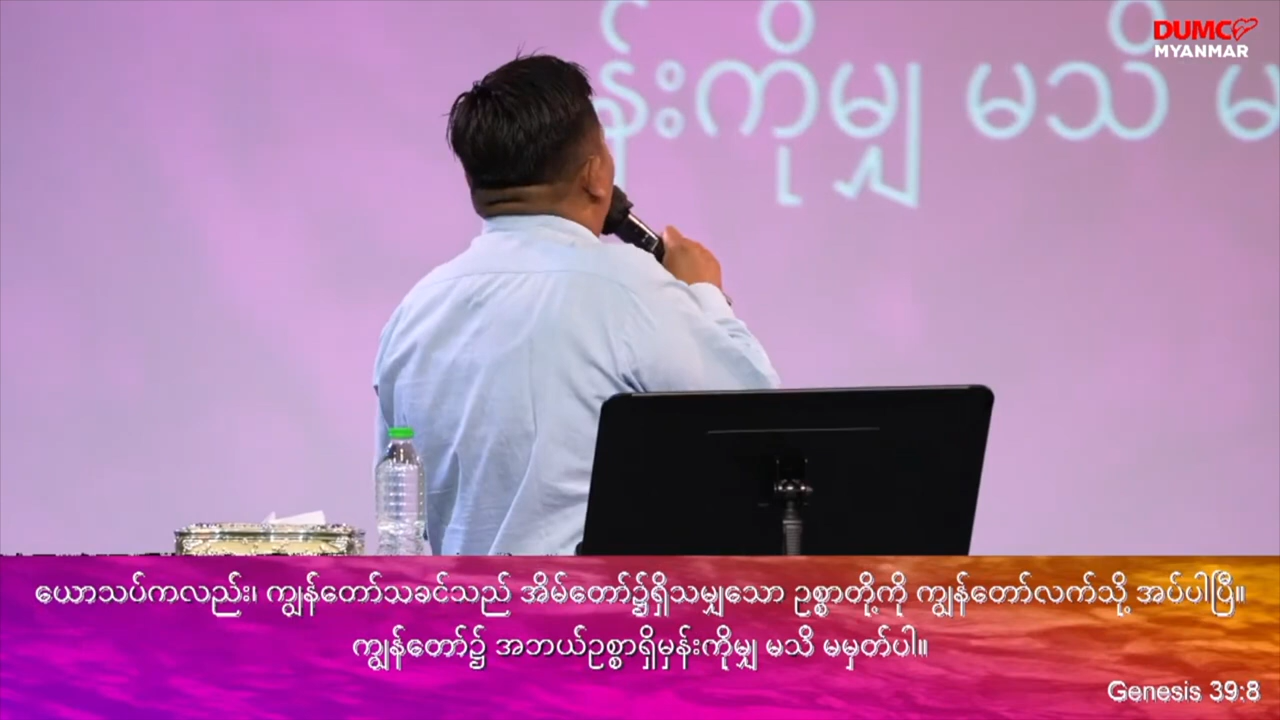 DUMC
MYANMAR
န်းကိုမျှ မသိ မ
ယောသပ်ကလည်း၊ ကျွန်တော်သခင်သည် အိမ်တော်၌ရှိသမျှသော ဥစ္စာတို့ကို ကျွန်တော်လက်သို့ အပ်ပါပြီ။
ကျွန်တော်၌ အဘယ်ဥစ္စာရှိမှန်းကိုမျှ မသိ မမှတ်ပါ။
Genesis 39:8